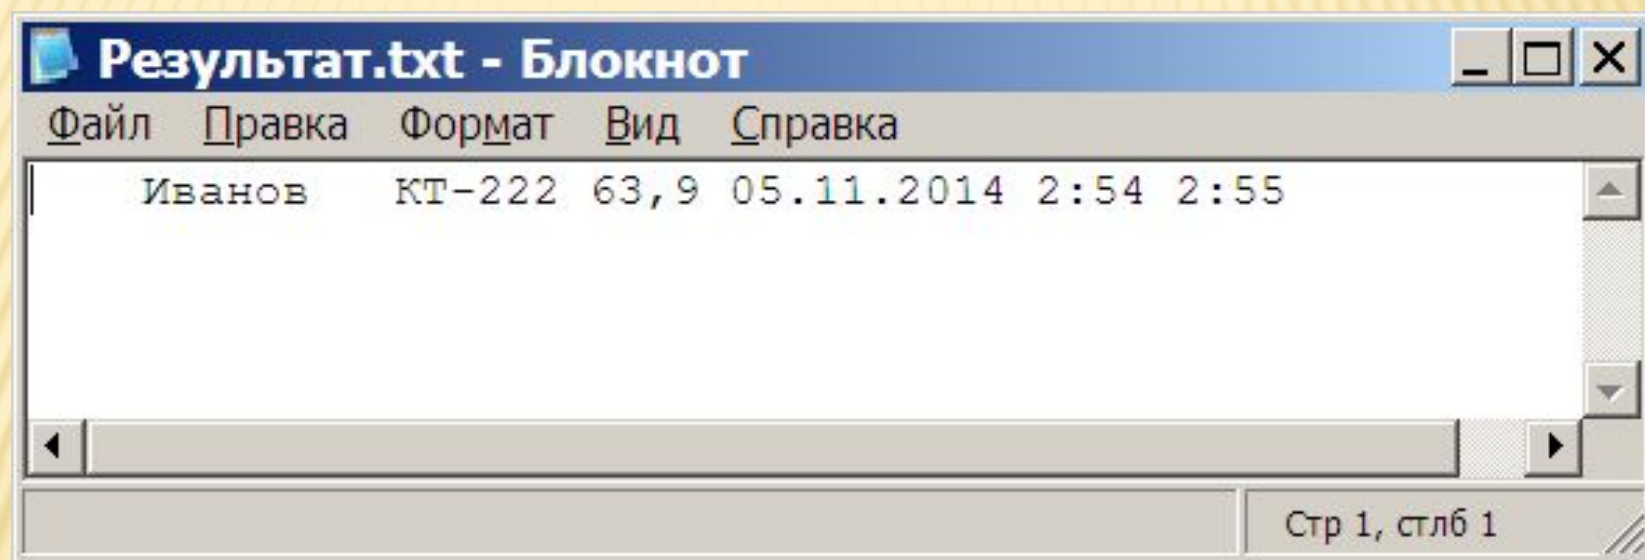 Результат.txt - Блокнот
Файл Правка Формат Вид Справка
Иванов КТ-222 63,9 05.11.2014 2:54 2:55
Стр 1, стлб 1